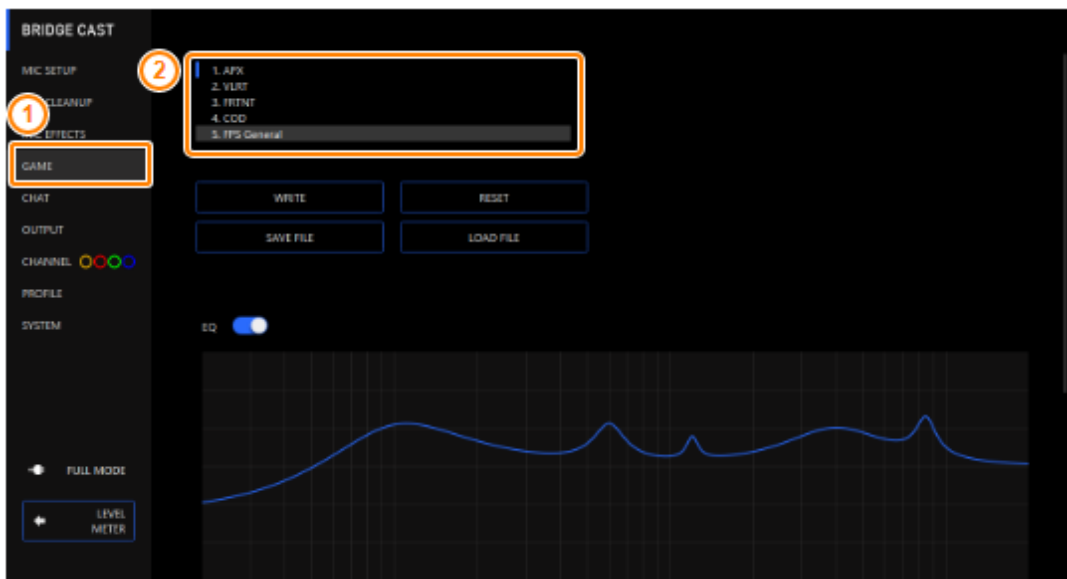 BRIDGE CAST
MIC SETUP
CLEANUP
EFFECTS
GAME
CHAT
OUTPUT
CHANNEL
PROFILE
SYSTEM
FULL MODE
LEVEL
METER
1
2
1. APX
2. VLRT
3. FRTNT
4. COD
5. FPS General
WRITE
RESET
SAVE FILE
LOAD FILE
EQ